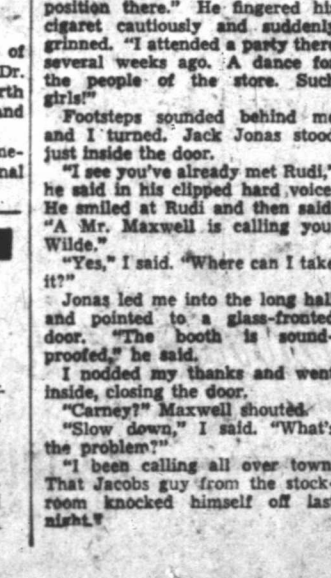 of
Dr.
rth
and
ne-
nal
position there." He fingered his
cigaret cautiously and suddenly
grinned. "I attended a party there
several weeks ago. A dance for
the people of the store. Such
girls!"
Footsteps sounded behind me
and I turned. Jack Jonas stood
just inside the door.
"I see you've already met Rudi,"
he said in his clipped hard voice.
He smiled at Rudi and then said
"A Mr. Maxwell is calling you
Wilde."
"Yes," I said. "Where can I take
it?"
Jonas led me into the long hall
and pointed to a glass-fronted
door. "The booth is sound-
proofed," he said.
I nodded my thanks and went
inside, closing the door.
"Carney?" Maxwell shouted.
"Slow down," I said. "What's
the problem?"
"I been calling all over town
That Jacobs guy from the stock-
room knocked himself off last
night."